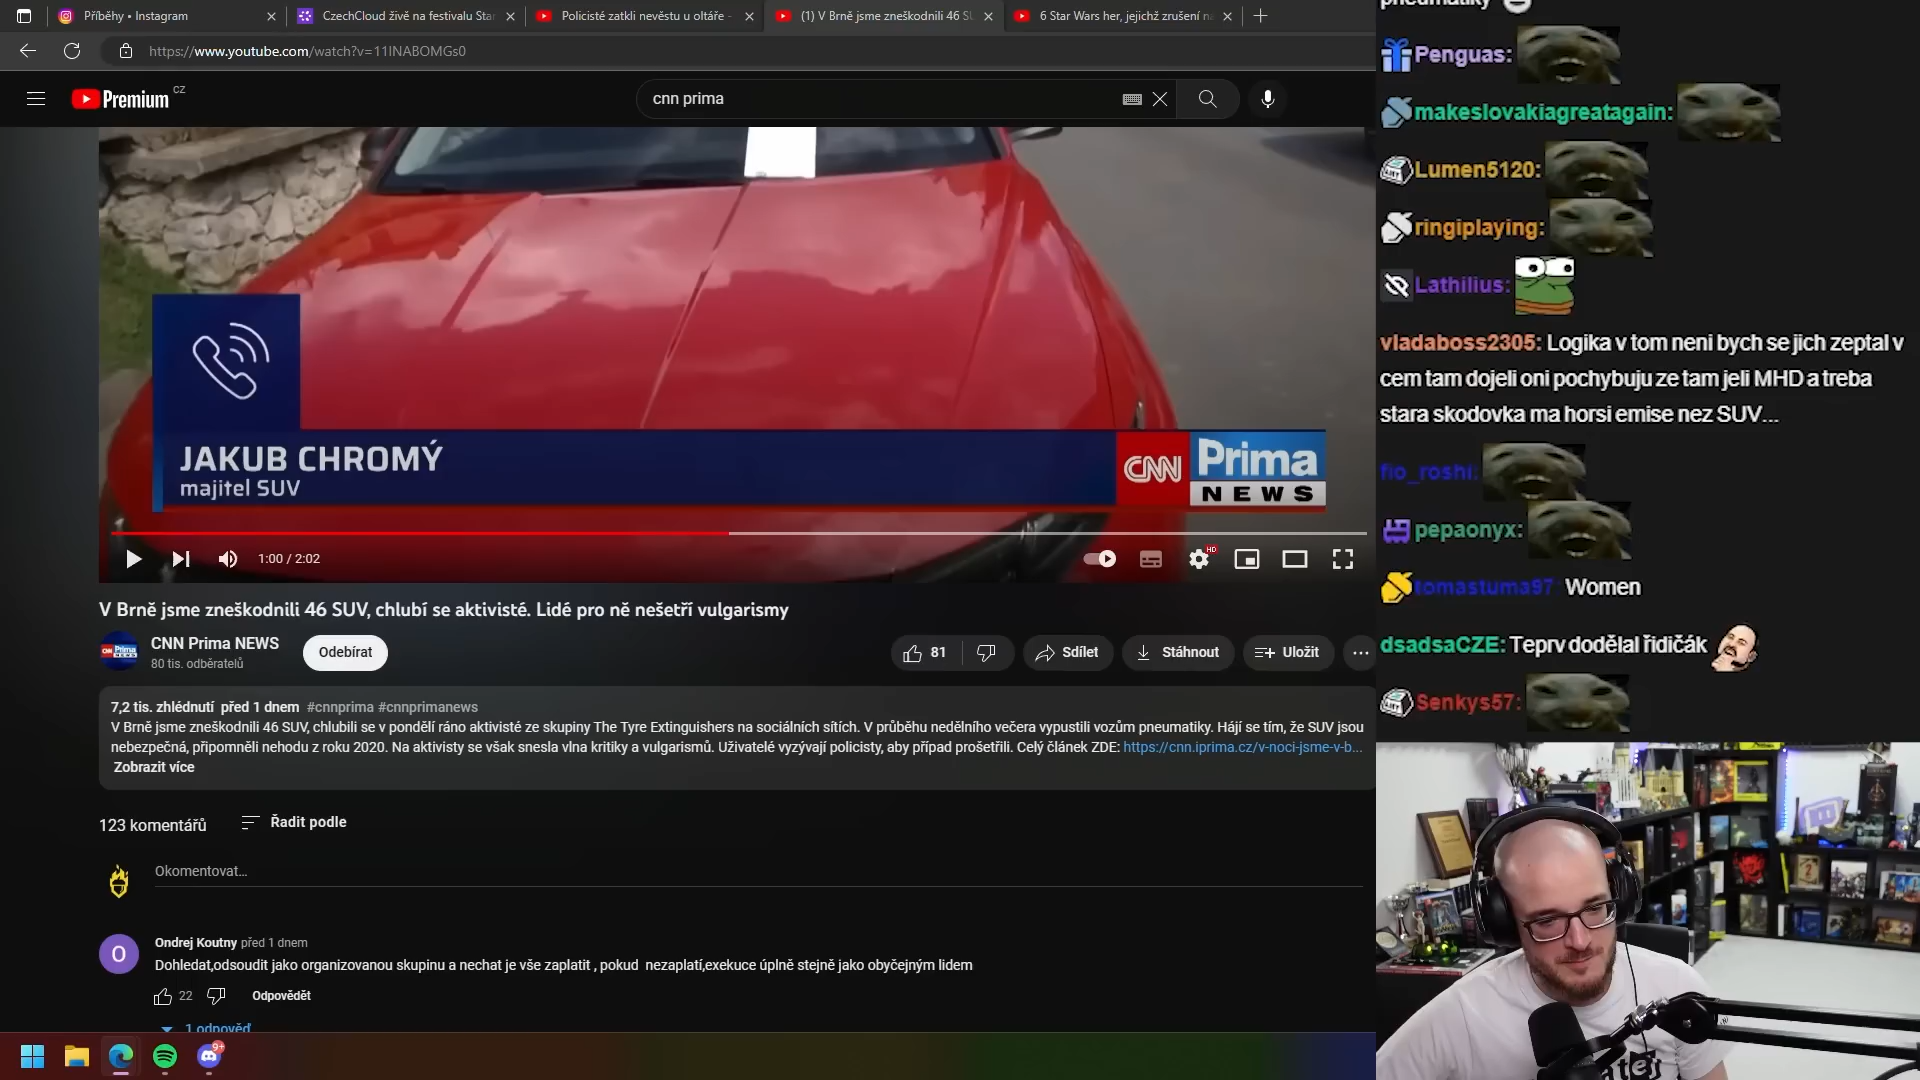 Příběhy • Instagram
CzechCloud živě na festivalu Star
Policisté zatkli nevěstu u oltáře -
(1) V Brně jsme zneškodnili 46 SU
6 Star Wars her, jejichž zrušení n
https://www.youtube.com/watch?v=11INABOMGs0
Premium CZ
cnn prima
JAKUB CHROMÝ
majitel SUV
CNN Prima
NEWS
1:00 / 2:02
HD
V Brně jsme zneškodnili 46 SUV, chlubí se aktivisté. Lidé pro ně nešetří vulgarismy
CNN Prima NEWS
80 tis. odběratelů
Odebírat
81
Sdílet
Stáhnout
Uložit
7,2 tis. zhlédnutí před 1 dnem #cnnprima #cnnprimanews
V Brně jsme zneškodnili 46 SUV, chlubili se v pondělí ráno aktivisté ze skupiny The Tyre Extinguishers na sociálních sítích. V průběhu nedělního večera vypustili vozům pneumatiky. Hájí se tím, že SUV jsou
nebezpečná, připomněli nehodu z roku 2020. Na aktivisty se však snesla vlna kritiky a vulgarismů. Uživatelé vyzývají policisty, aby případ prošetřili. Celý článek ZDE: https://cnn.iprima.cz/v-noci-jsme-v-b...
Zobrazit více
123 komentářů
Řadit podle
Okomentovat...
O
Ondrej Koutny před 1 dnem
Dohledat,odsoudit jako organizovanou skupinu a nechat je vše zaplatit , pokud nezaplatí,exekuce úplně stejně jako obyčejným lidem
22
Odpovědět
1 odpověď
9+
pneumatiky
Penguas:
makeslovakiagreatagain:
Lumen5120:
ringiplaying:
Lathilius:
vladaboss2305: Logika v tom neni bych se jich zeptal v
cem tam dojeli oni pochybuju ze tam jeli MHD a treba
stara skodovka ma horsi emise nez SUV...
fio_roshi:
pepaonyx:
tomastuma97: Women
dsadsaCZE: Teprv dodělal řidičák
Senkys57: